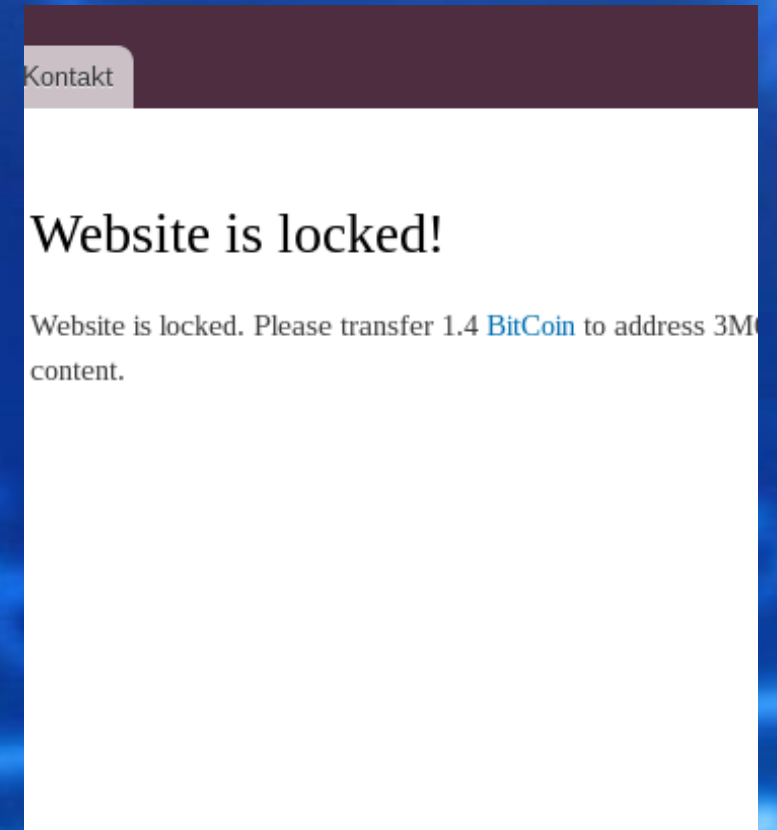 Kontakt
Website is locked!
Website is locked. Please transfer 1.4 BitCoin to address
content.